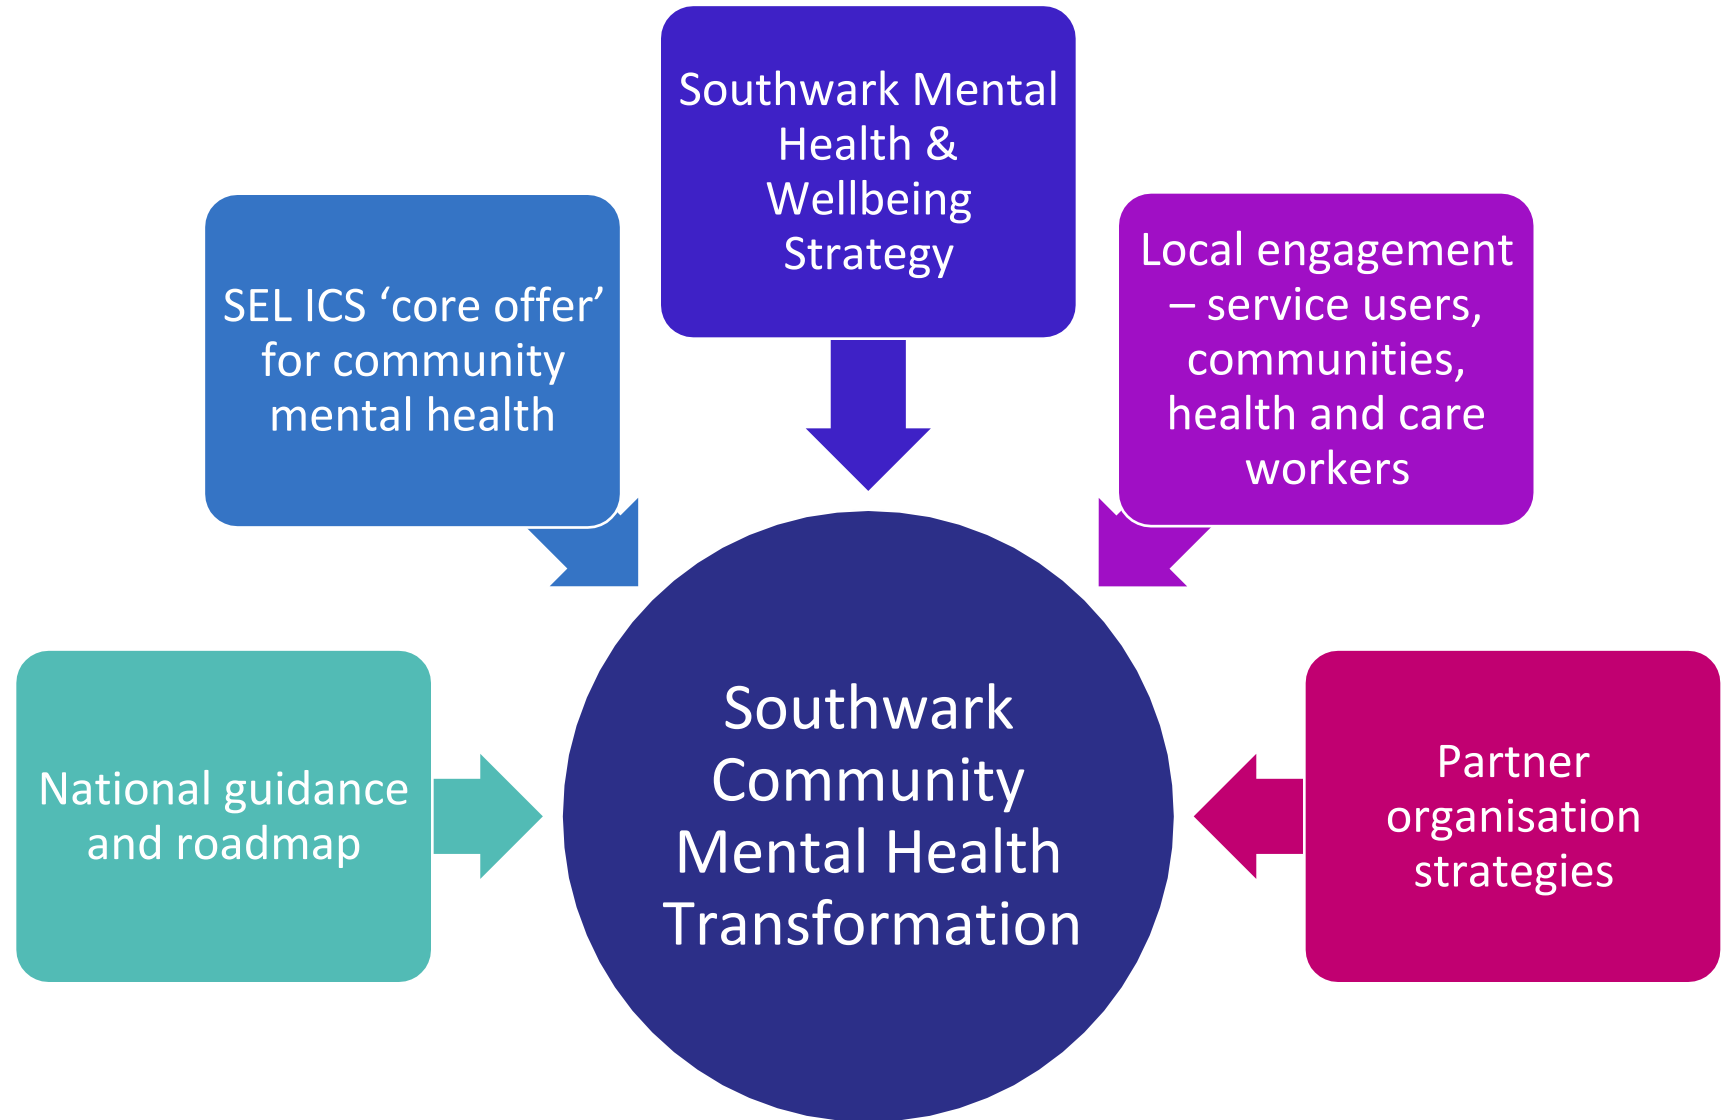 Southwark Mental
Health &
Wellbeing
Strategy
SEL ICS ‘core offer’
for community
mental health
Local engagement
– service users,
communities,
health and care
workers
National guidance
and roadmap
Southwark
Community
Mental Health
Transformation
Partner
organisation
strategies